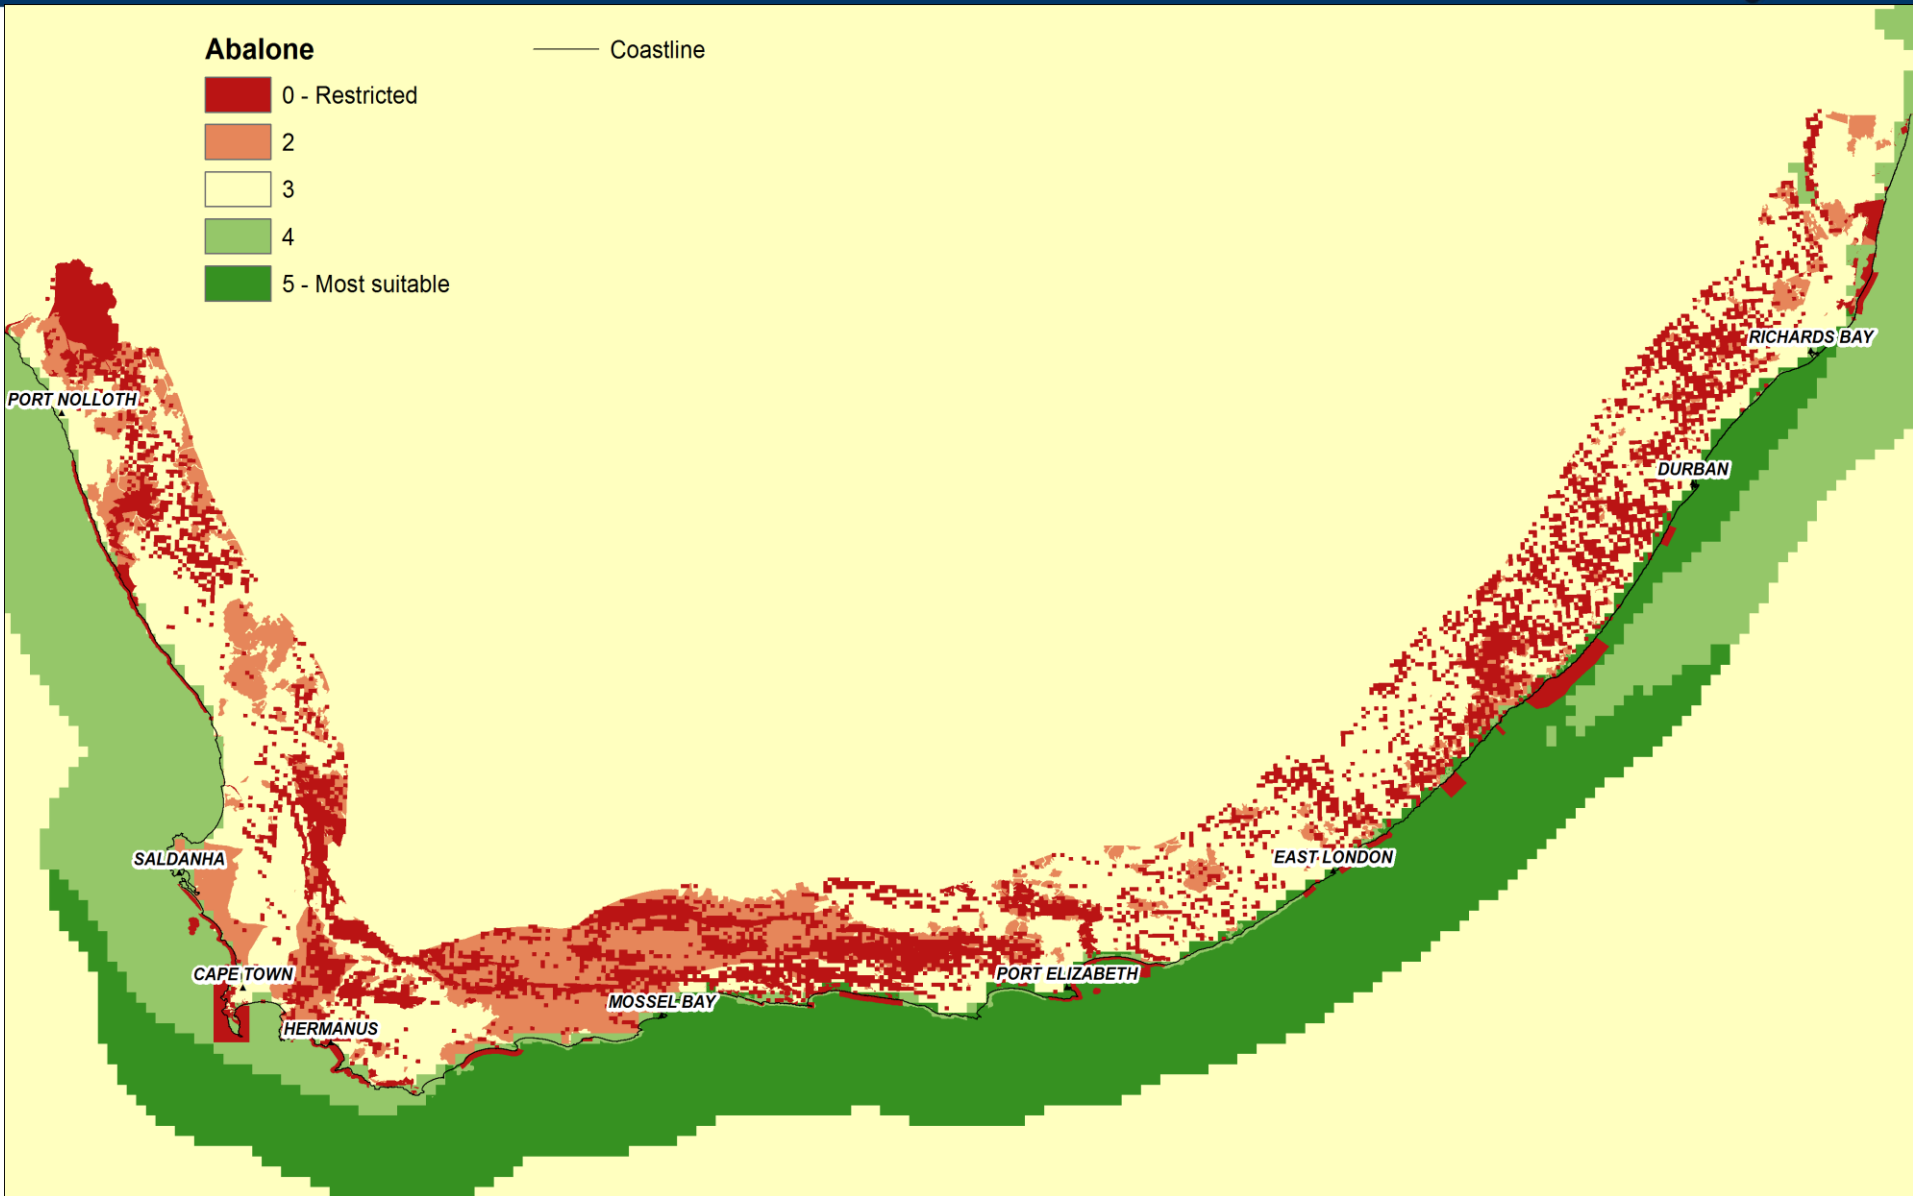 Abalone
Coastline
0 - Restricted
2
3
4
5 - Most suitable
RICHARDS BAY
PORT NOLLOTH
DURBAN
SALDANHA
EAST LONDON
CAPE TOWN
PORT ELIZABETH
MOSSEL BAY
HERMANUS